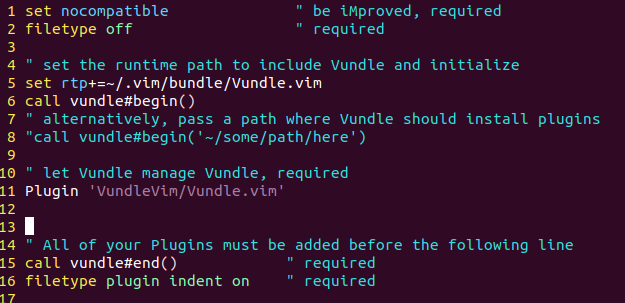 1 set nocompatible              " be iMproved, required
2 filetype off                  " required
3
4 " set the runtime path to include Vundle and initialize
5 set rtp+=~/.vim/bundle/Vundle.vim
6 call vundle#begin()
7 " alternatively, pass a path where Vundle should install plugins
8 "call vundle#begin('~/some/path/here')
9
10 " let Vundle manage Vundle, required
11 Plugin 'VundleVim/Vundle.vim'
12
13
14 " All of your Plugins must be added before the following line
15 call vundle#end()            " required
16 filetype plugin indent on    " required
17